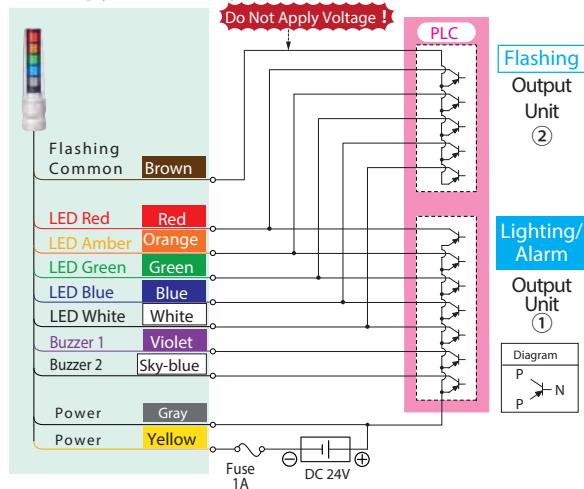 Do Not Apply Voltage !
PLC
Flashing
Output
Unit
②
Flashing
Common Brown
LED Red Red
LED Amber Orange
LED Green Green
LED Blue Blue
LED White White
Buzzer 1 Violet
Buzzer 2 Sky-blue
Power Gray
Power Yellow
Lighting/
Alarm
Output
Unit
①
Diagram
P
N
P
Fuse
1A
⊖ DC 24V ⊕